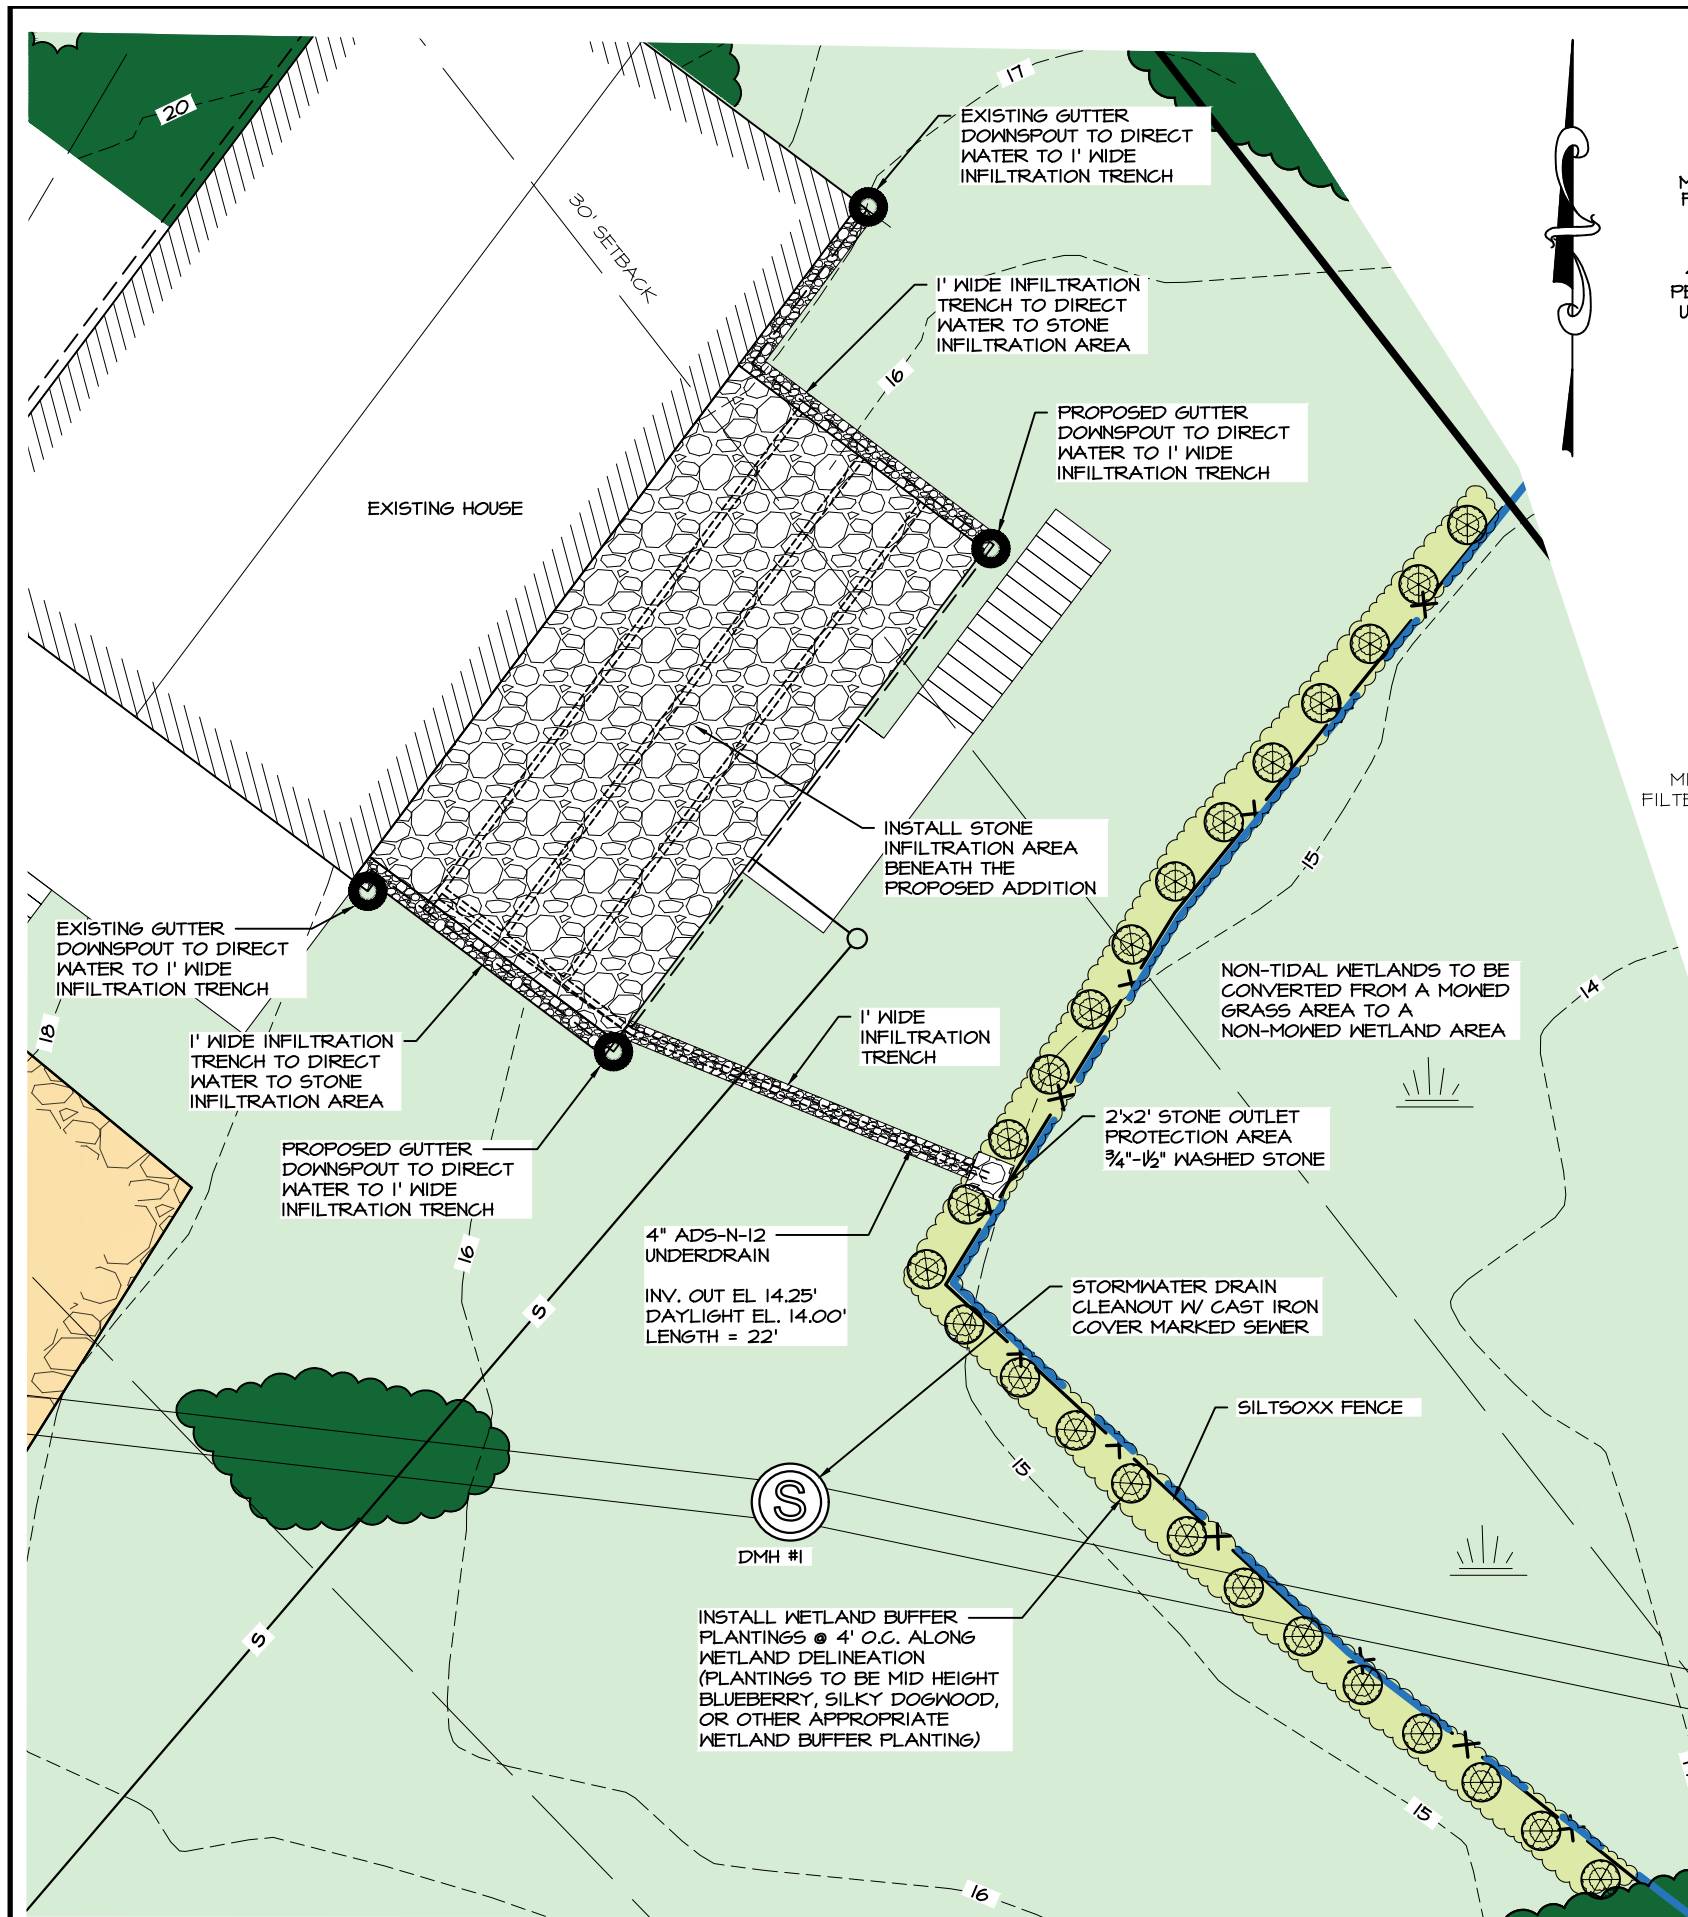 20
17
EXISTING GUTTER
DOWNSPOUT TO DIRECT
WATER TO 1' WIDE
INFILTRATION TRENCH
30' SETBACK
1' WIDE INFILTRATION
TRENCH TO DIRECT
WATER TO STONE
INFILTRATION AREA
16
PROPOSED GUTTER
DOWNSPOUT TO DIRECT
WATER TO 1' WIDE
INFILTRATION TRENCH
EXISTING HOUSE
INSTALL STONE
INFILTRATION AREA
BENEATH THE
PROPOSED ADDITION
15
EXISTING GUTTER
DOWNSPOUT TO DIRECT
WATER TO 1' WIDE
INFILTRATION TRENCH
NON-TIDAL WETLANDS TO BE
CONVERTED FROM A MOWED
GRASS AREA TO A
NON-MOWED WETLAND AREA
14
18
1' WIDE INFILTRATION
TRENCH TO DIRECT
WATER TO STONE
INFILTRATION AREA
1' WIDE
INFILTRATION
TRENCH
2'x2' STONE OUTLET
PROTECTION AREA
3/4"-1 1/2" WASHED STONE
PROPOSED GUTTER
DOWNSPOUT TO DIRECT
WATER TO 1' WIDE
INFILTRATION TRENCH
16
4" ADS-N-12
UNDERDRAIN
INV. OUT EL 14.25'
DAYLIGHT EL. 14.00'
LENGTH = 22'
S
STORMWATER DRAIN
CLEANOUT W/ CAST IRON
COVER MARKED SEWER
SILTSOXX FENCE
15
S
DMH #1
INSTALL WETLAND BUFFER
PLANTINGS @ 4' O.C. ALONG
WETLAND DELINEATION
(PLANTINGS TO BE MID HEIGHT
BLUEBERRY, SILKY DOGWOOD,
OR OTHER APPROPRIATE
WETLAND BUFFER PLANTING)
S
15
16